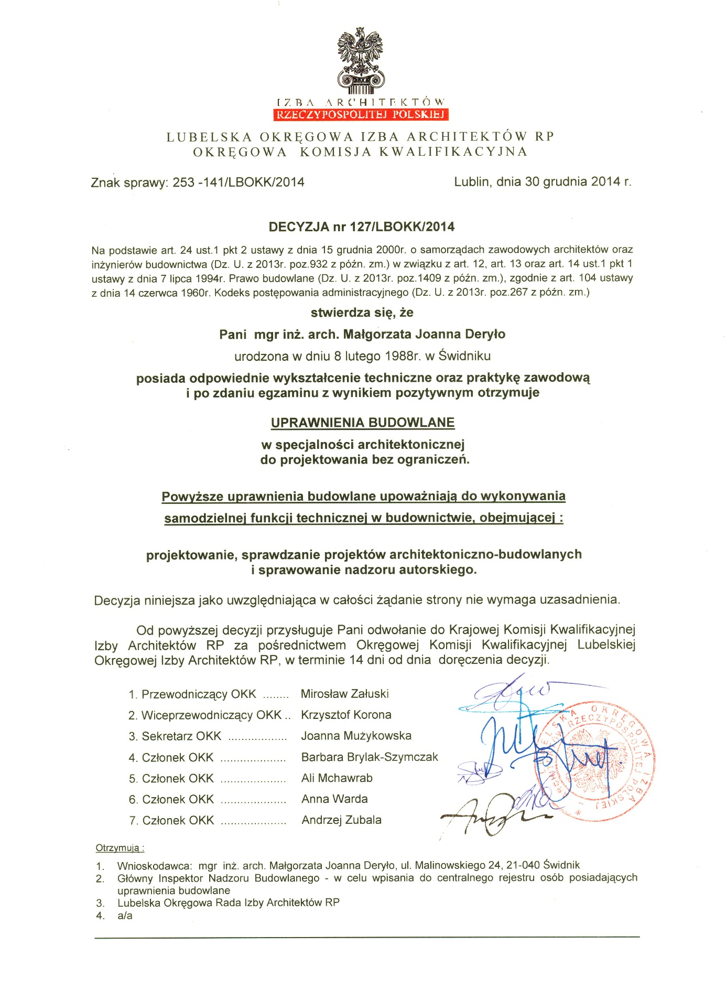 IZBA ARCHITEKTÓW
RZECZYPOSPOLITEJ POLSKIEJ
LUBELSKA OKRĘGOWA IZBA ARCHITEKTÓW RP
OKRĘGOWA KOMISJA KWALIFIKACYJNA
Znak sprawy: 253 -141/LBOKK/2014
Lublin, dnia 30 grudnia 2014 r.
DECYZJA nr 127/LBOKK/2014
Na podstawie art. 24 ust.1 pkt 2 ustawy z dnia 15 grudnia 2000r. o samorządach zawodowych architektów oraz
inżynierów budownictwa (Dz. U. z 2013r. poz.932 z późn. zm.) w związku z art. 12, art. 13 oraz art. 14 ust.1 pkt 1
ustawy z dnia 7 lipca 1994r. Prawo budowlane (Dz. U. z 2013r. poz.1409 z późn. zm.), zgodnie z art. 104 ustawy
z dnia 14 czerwca 1960r. Kodeks postępowania administracyjnego (Dz. U. z 2013r. poz.267 z późn. zm.)
stwierdza się, że
Pani mgr inż. arch. Małgorzata Joanna Deryło
urodzona w dniu 8 lutego 1988r. w Świdniku
posiada odpowiednie wykształcenie techniczne oraz praktykę zawodową
i po zdaniu egzaminu z wynikiem pozytywnym otrzymuje
UPRAWNIENIA BUDOWLANE
w specjalności architektonicznej
do projektowania bez ograniczeń.
Powyższe uprawnienia budowlane upoważniają do wykonywania
samodzielnej funkcji technicznej w budownictwie, obejmującej :
projektowanie, sprawdzanie projektów architektoniczno-budowlanych
i sprawowanie nadzoru autorskiego.
Decyzja niniejsza jako uwzględniająca w całości żądanie strony nie wymaga uzasadnienia.
Od powyższej decyzji przysługuje Pani odwołanie do Krajowej Komisji Kwalifikacyjnej
Izby Architektów RP za pośrednictwem Okręgowej Komisji Kwalifikacyjnej Lubelskiej
Okręgowej Izby Architektów RP, w terminie 14 dni od dnia doręczenia decyzji.
1. Przewodniczący OKK ........ Mirosław Załuski
2. Wiceprzewodniczący OKK .. Krzysztof Korona
3. Sekretarz OKK .................. Joanna Mużykowska
4. Członek OKK .................... Barbara Brylak-Szymczak
5. Członek OKK .................... Ali Mchawrab
6. Członek OKK .................... Anna Warda
7. Członek OKK .................... Andrzej Zubala
Otrzymują :
1. Wnioskodawca: mgr inż. arch. Małgorzata Joanna Deryło, ul. Malinowskiego 24, 21-040 Świdnik
2. Główny Inspektor Nadzoru Budowlanego - w celu wpisania do centralnego rejestru osób posiadających
uprawnienia budowlane
3. Lubelska Okręgowa Rada Izby Architektów RP
4. a/a